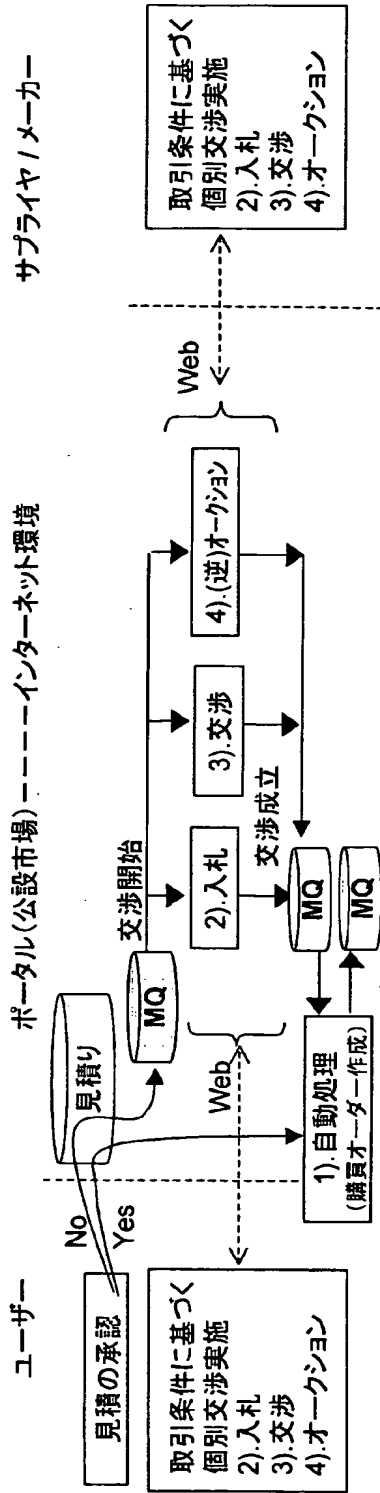 ユーザー
ポータル(公設市場)ーーーーインターネット環境
サプライヤ/メーカー
見積の承認
No
Yes
見積り
MQ
交渉開始
取引条件に基づく
個別交渉実施
2).入札
3).交渉
4).オークション
Web
2).入札
3).交渉
4).(逆)オークション
Web
取引条件に基づく
個別交渉実施
2).入札
3).交渉
4).オークション
交渉成立
1).自動処理
(購買オーダー作成)
MQ
MQ